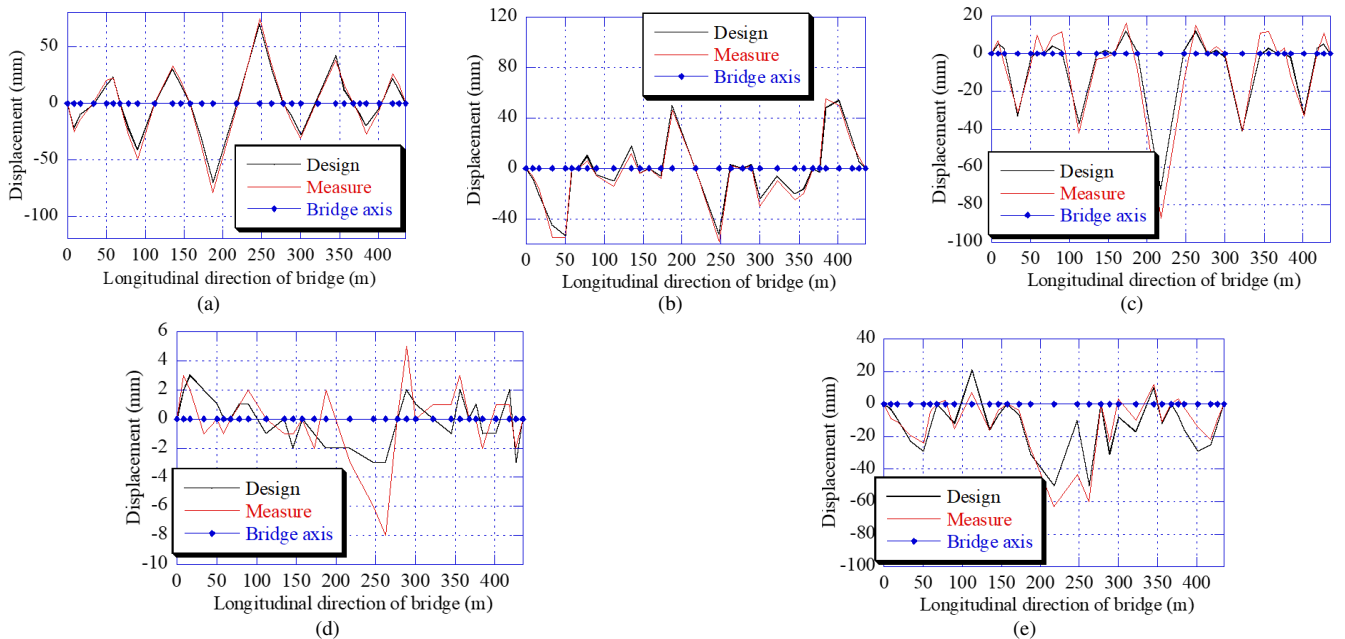 50
0
-50
-100
Displacement (mm)
Design
Measure
Bridge axis
0 50 100 150 200 250 300 350 400
Longitudinal direction of bridge (m)
(a)
120
80
40
0
-40
Displacement (mm)
Design
Measure
Bridge axis
0 50 100 150 200 250 300 350 400
Longitudinal direction of bridge (m)
(b)
20
0
-20
-40
-60
-80
-100
Displacement (mm)
Design
Measure
Bridge axis
0 50 100 150 200 250 300 350 400
Longitudinal direction of bridge (m)
(c)
6
4
2
0
-2
-4
-6
-8
-10
Displacement (mm)
Design
Measure
Bridge axis
0 50 100 150 200 250 300 350 400
Longitudinal direction of bridge (m)
(d)
40
20
0
-20
-40
-60
-80
-100
Displacement (mm)
Design
Measure
Bridge axis
0 50 100 150 200 250 300 350 400
Longitudinal direction of bridge (m)
(e)